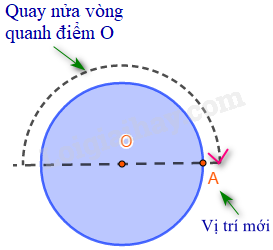 Quay nửa vòng
quanh điểm O
O
A
Vị trí mới